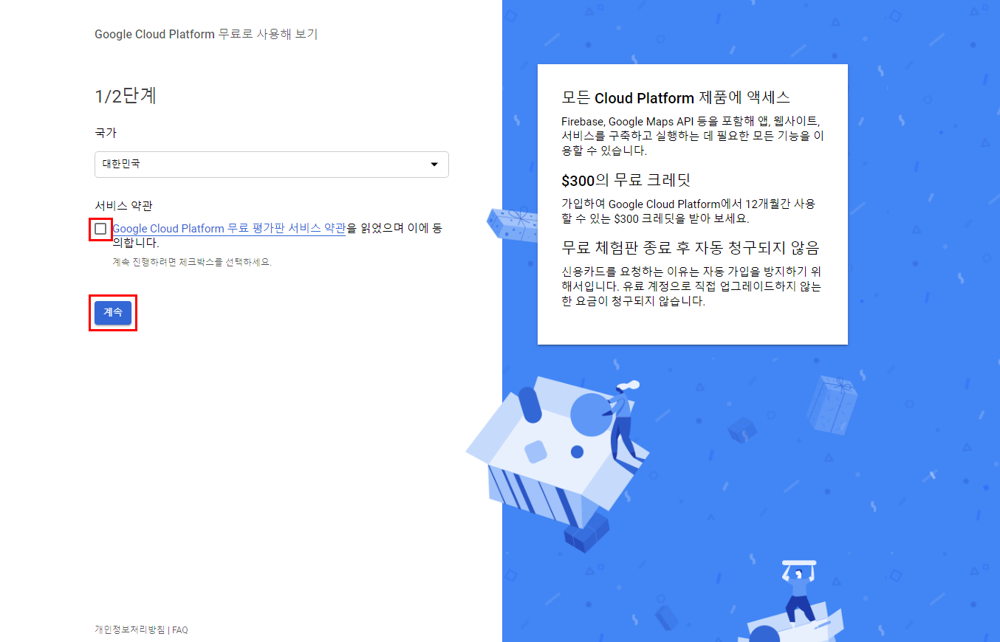 Google Cloud Platform 무료로 사용해 보기
1/2단계
국가
대한민국
서비스 약관
Google Cloud Platform 무료 평가판 서비스 약관을 읽었으며 이에 동
의합니다.
계속 진행하려면 체크박스를 선택하세요.
계속
개인정보처리방침 | FAQ
모든 Cloud Platform 제품에 액세스
Firebase, Google Maps API 등을 포함해 앱, 웹사이트,
서비스를 구축하고 실행하는 데 필요한 모든 기능을 이
용할 수 있습니다.
$300의 무료 크레딧
가입하여 Google Cloud Platform에서 12개월간 사용
할 수 있는 $300 크레딧을 받아 보세요.
무료 체험판 종료 후 자동 청구되지 않음
신용카드를 요청하는 이유는 자동 가입을 방지하기 위
해서입니다. 유료 계정으로 직접 업그레이드하지 않는
한 요금이 청구되지 않습니다.